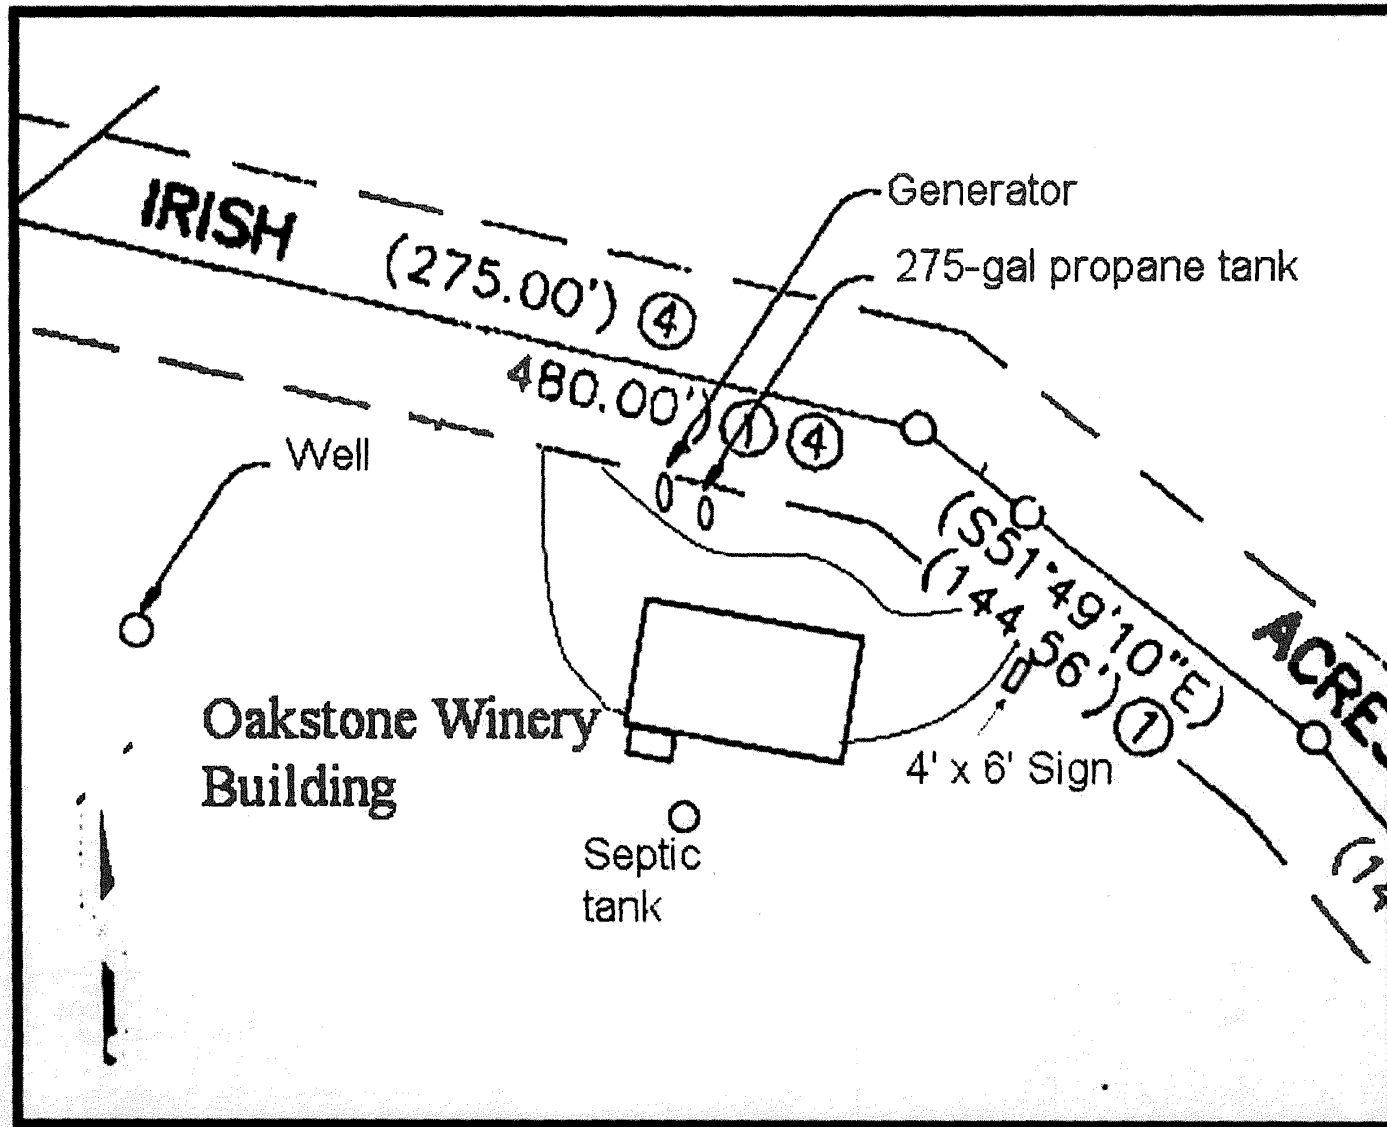 Generator
IRISH
(275.00') ④
275-gal propane tank
480.00') ① ④
Well
(S51°49'10"E)
(144.56') ①
ACRES
Oakstone Winery
Building
4' x 6' Sign
Septic
tank
(14